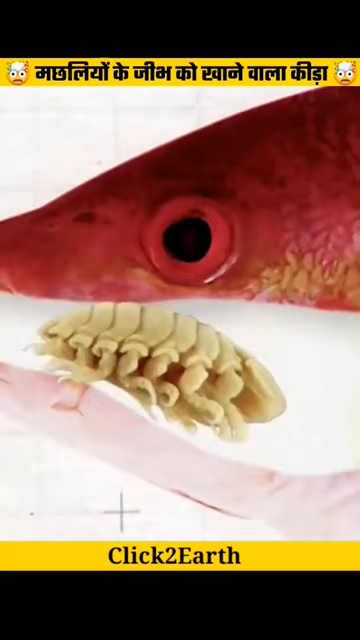 🤯 मछलियों के जीभ को खाने वाला कीड़ा 🤯
Click2Earth